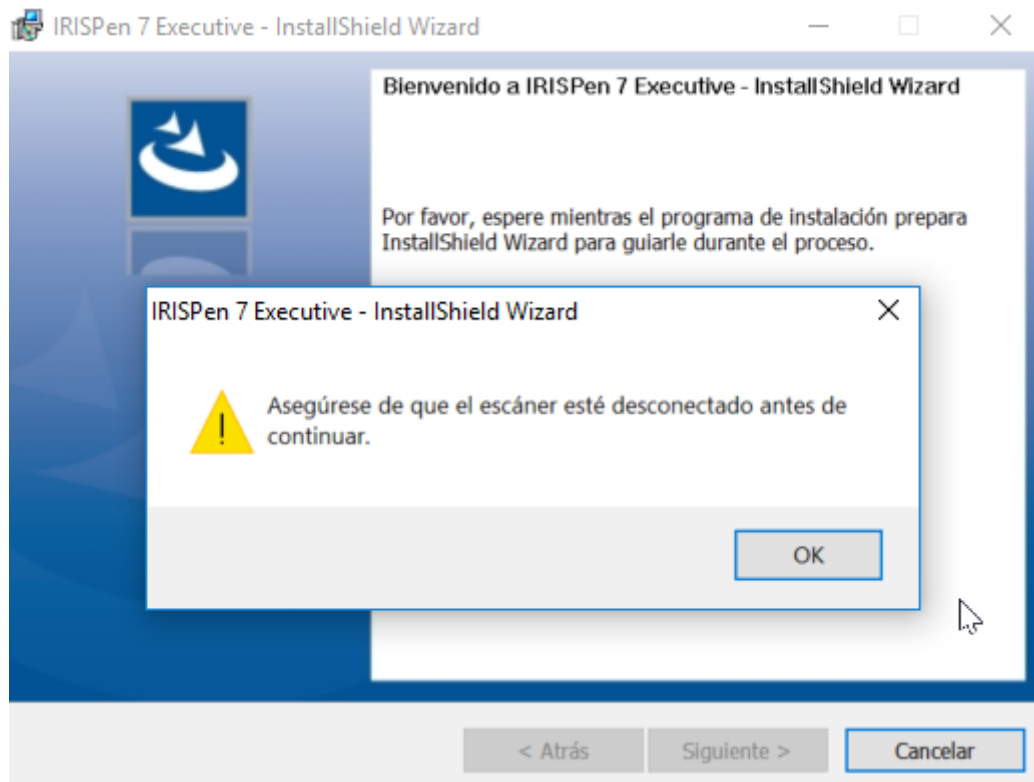 IRISPen 7 Executive - InstallShield Wizard
Bienvenido a IRISPen 7 Executive - InstallShield Wizard
Por favor, espere mientras el programa de instalación prepara
InstallShield Wizard para guiarle durante el proceso.
IRISPen 7 Executive - InstallShield Wizard
Asegúrese de que el escáner esté desconectado antes de
continuar.
OK
< Atrás
Siguiente >
Cancelar